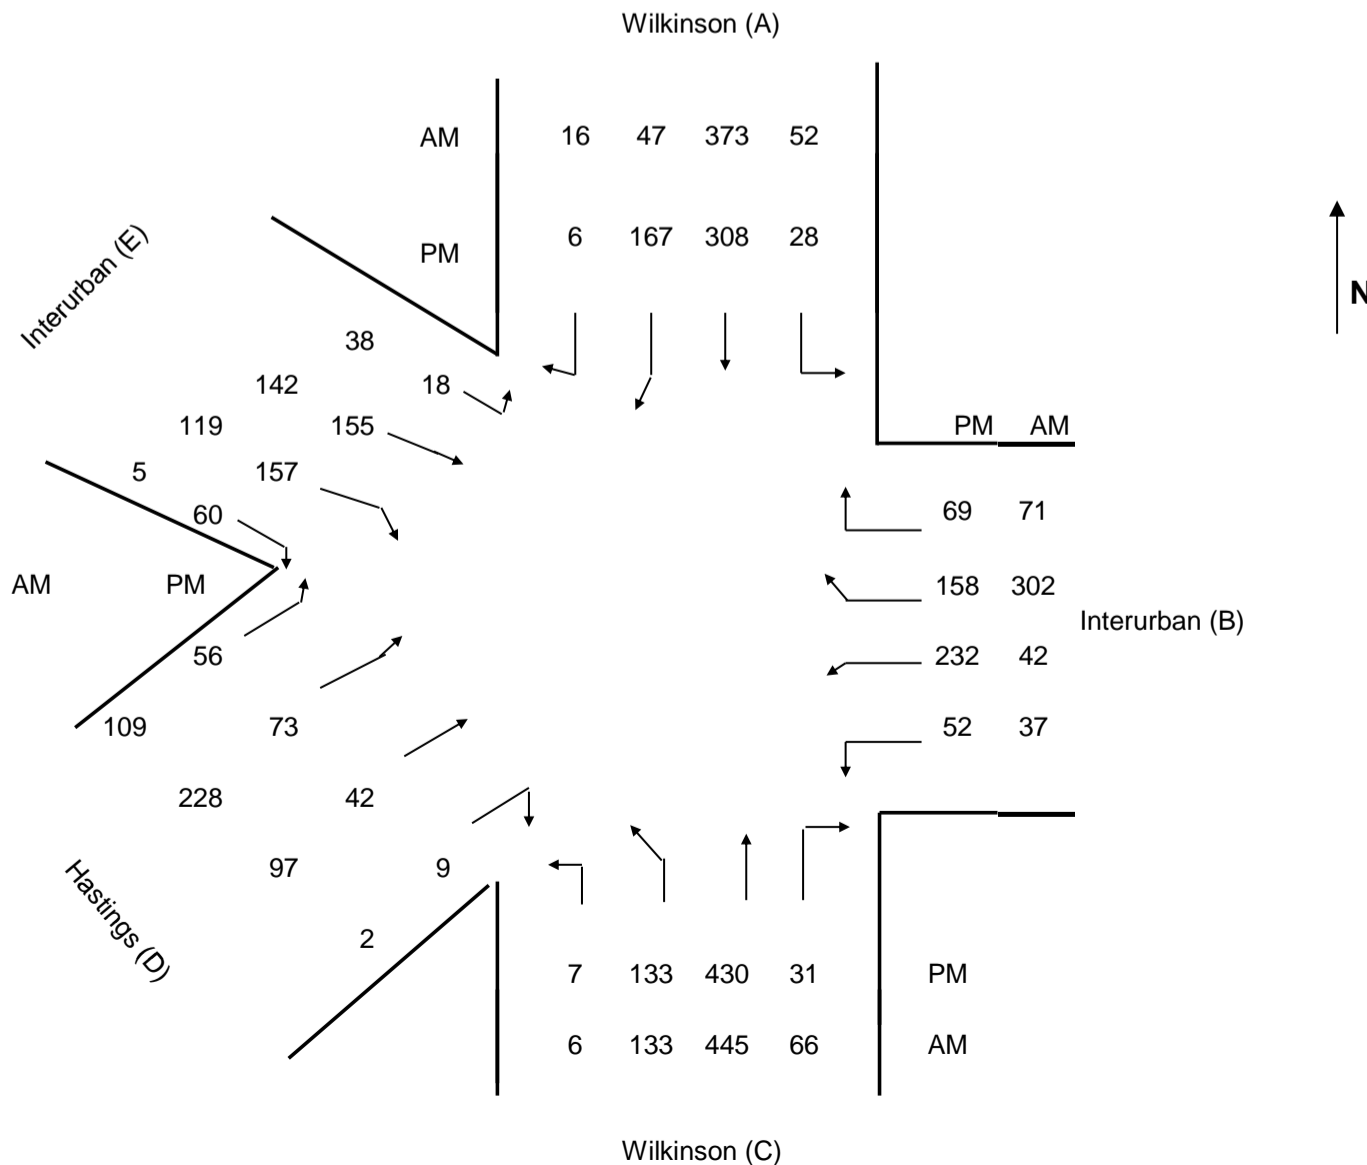 Wilkinson (A)
AM 16 47 373 52
PM 6 167 308 28
N
Interurban (E)
38
142 18
119 155
5 157
60
PM AM
69 71
158 302
Interurban (B)
232 42
52 37
AM PM
56
109 73
228 42
97 9
2
Hastings (D)
7 133 430 31 PM
6 133 445 66 AM
Wilkinson (C)